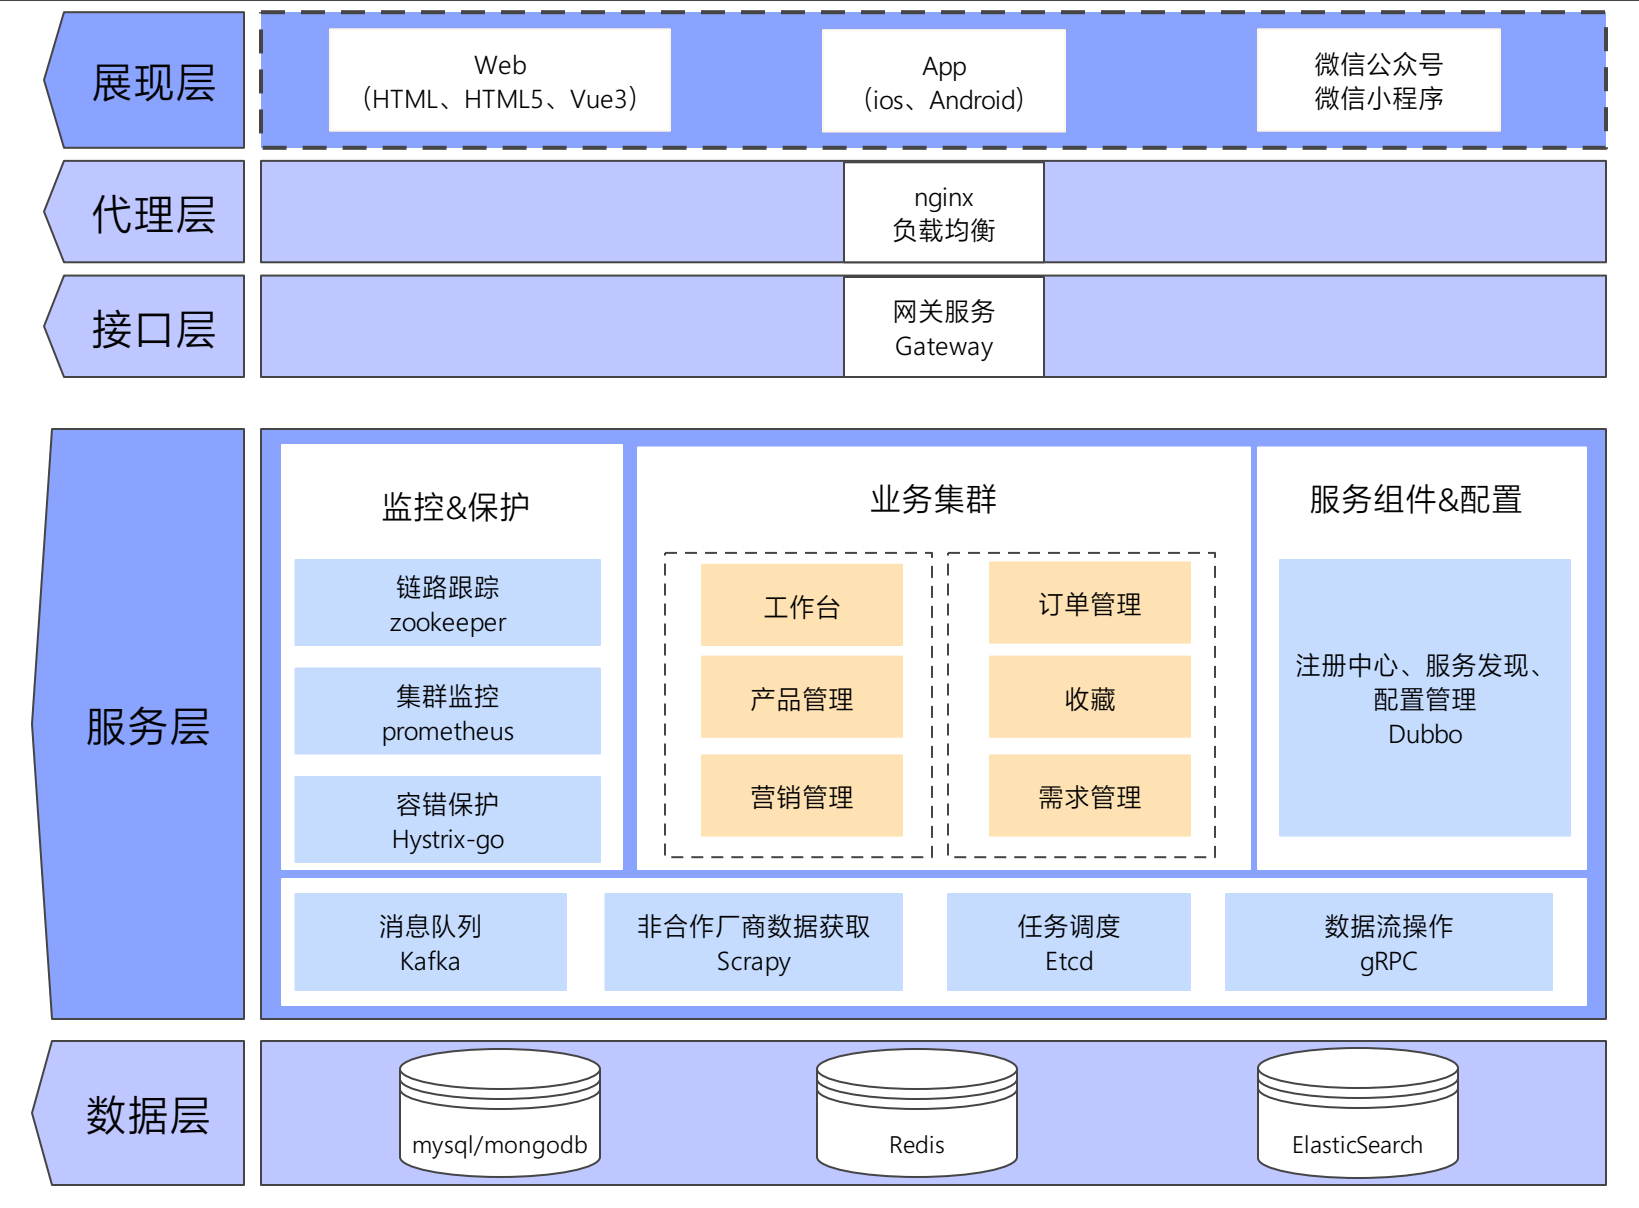 展现层
Web
（HTML、HTML5、Vue3）
App
（ios、Android）
微信公众号
微信小程序
代理层
nginx
负载均衡
接口层
网关服务
Gateway
服务层
监控&保护
链路跟踪
zookeeper
集群监控
prometheus
容错保护
Hystrix-go
业务集群
工作台
产品管理
营销管理
订单管理
收藏
需求管理
服务组件&配置
注册中心、服务发现、
配置管理
Dubbo
消息队列
Kafka
非合作厂商数据获取
Scrapy
任务调度
Etcd
数据流操作
gRPC
数据层
mysql/mongodb
Redis
ElasticSearch